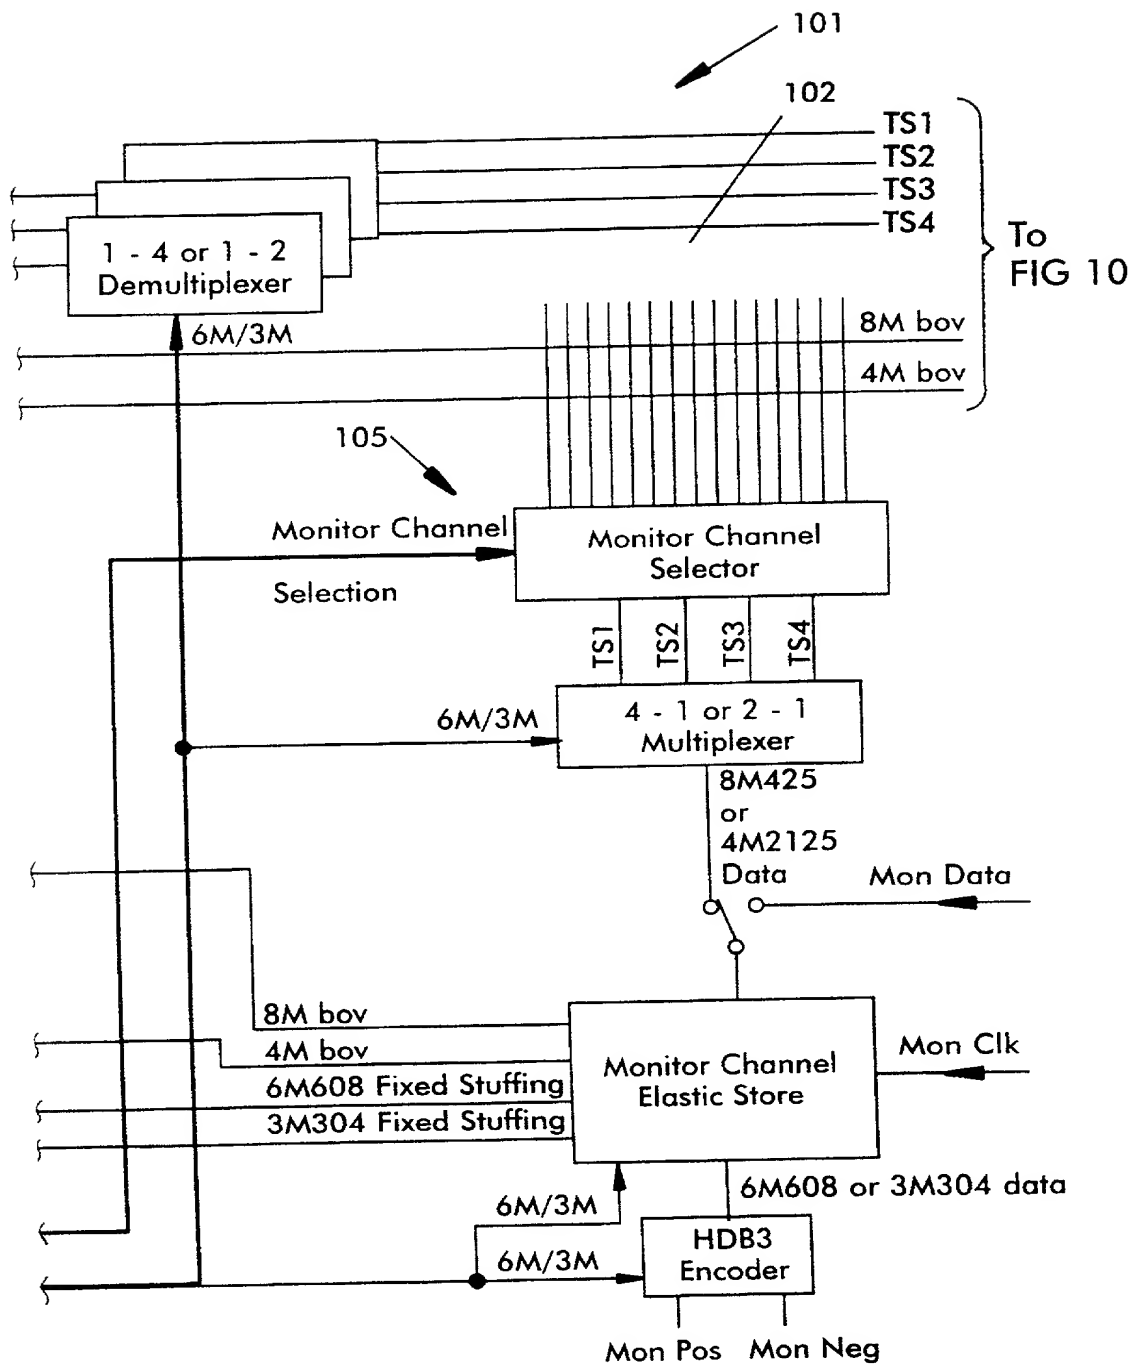 101
102
TS1
TS2
TS3
TS4
To
FIG 10
1 - 4 or 1 - 2
Demultiplexer
6M/3M
8M bov
4M bov
105
Monitor Channel
Selection
Monitor Channel
Selector
TS1
TS2
TS3
TS4
6M/3M
4 - 1 or 2 - 1
Multiplexer
8M425
or
4M2125
Data
Mon Data
8M bov
4M bov
6M608 Fixed Stuffing
3M304 Fixed Stuffing
Monitor Channel
Elastic Store
Mon Clk
6M608 or 3M304 data
6M/3M
6M/3M
HDB3
Encoder
Mon Pos
Mon Neg